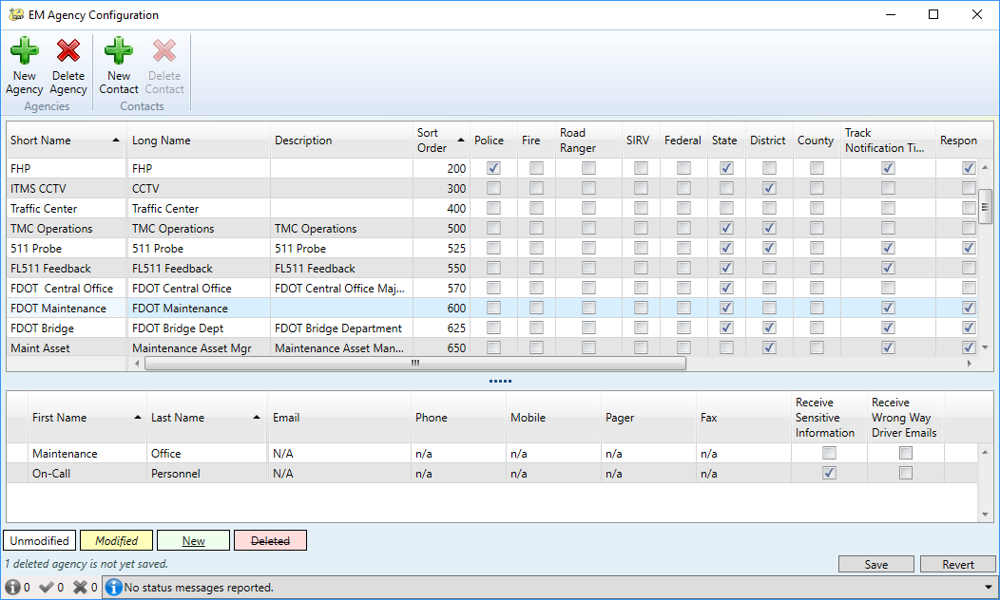 EM Agency Configuration
New Agency Delete Agency New Contact Delete Contact
Agencies Contacts
Short Name Long Name Description Sort Order Police Fire Road Ranger SIRV Federal State District County Track Notification Ti... Respon
FHP FHP 200
ITMS CCTV CCTV 300
Traffic Center Traffic Center 400
TMC Operations TMC Operations TMC Operations 500
511 Probe 511 Probe 511 Probe 525
FL511 Feedback FL511 Feedback FL511 Feedback 550
FDOT Central Office FDOT Central Office FDOT Central Office Maj... 570
FDOT Maintenance FDOT Maintenance 600
FDOT Bridge FDOT Bridge Dept FDOT Bridge Department 625
Maint Asset Maintenance Asset Mgr Maintenance Asset Man... 650
First Name Last Name Email Phone Mobile Pager Fax Receive Sensitive Information Receive Wrong Way Driver Emails
Maintenance Office N/A n/a n/a n/a n/a
On-Call Personnel N/A n/a n/a n/a n/a
Unmodified Modified New Deleted
1 deleted agency is not yet saved.
Save Revert
0 0 0 No status messages reported.